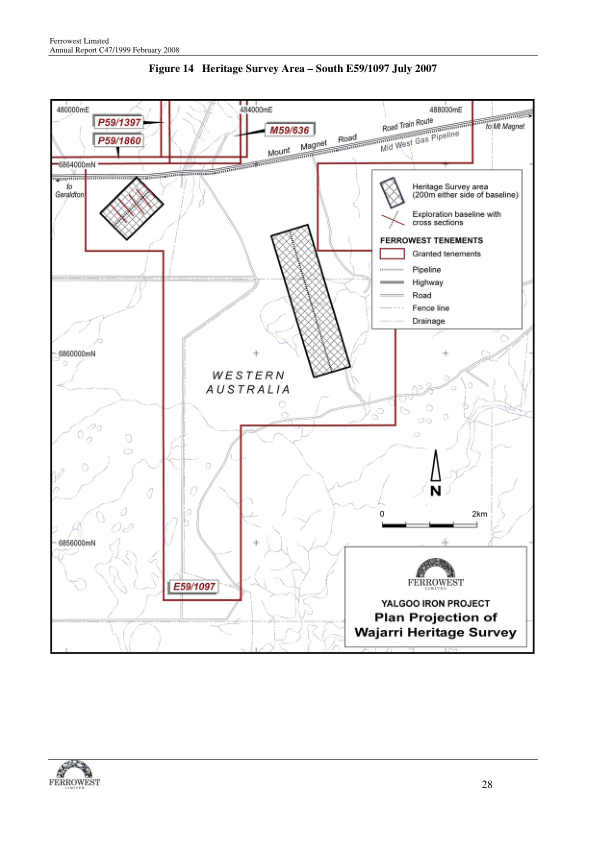 Ferrowest Limited
Annual Report C47/1999 February 2008
Figure 14 Heritage Survey Area – South E59/1097 July 2007
480000mE
484000mE
488000mE
P59/1397
M59/636
P59/1860
Road Train Route
to Mt Magnet
Mount Magnet Road
Mid West Gas Pipeline
6864000mN
to
Geraldton
Heritage Survey area
(200m either side of baseline)
Exploration baseline with
cross sections
FERROWEST TENEMENTS
Granted tenements
Pipeline
Highway
Road
Fence line
Drainage
6860000mN
WESTERN
AUSTRALIA
N
0 2km
6856000mN
E59/1097
FERROWEST
LIMITED
YALGOO IRON PROJECT
Plan Projection of
Wajarri Heritage Survey
FERROWEST
LIMITED
28